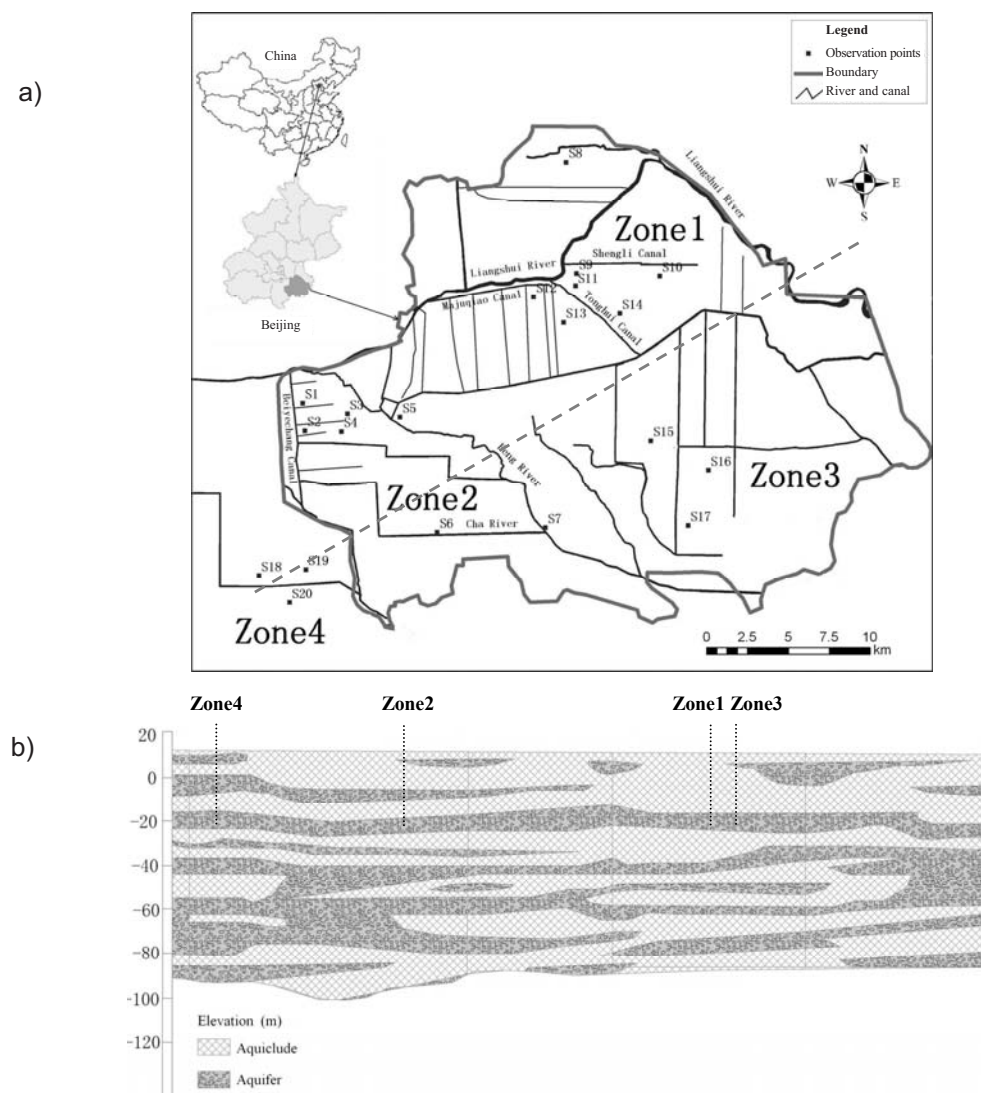 a)
China
Beijing
Legend
Observation points
Boundary
River and canal
N
W
E
S
S8
Liangshui River
Zone1
Shengli Canal
Liangshui River
S9
S10
S11
Majuqiao Canal
S12
Tonghui Canal
S14
S13
S1
S3
S5
S2
S4
Beiyechang Canal
S15
Heng River
S16
Zone3
Zone2
S6
Cha River
S7
S17
S18
S19
S20
Zone4
0 2.5 5 7.5 10
km
b)
Zone4
Zone2
Zone1
Zone3
20
0
-20
-40
-60
-80
-100
-120
Elevation (m)
Aquiclude
Aquifer